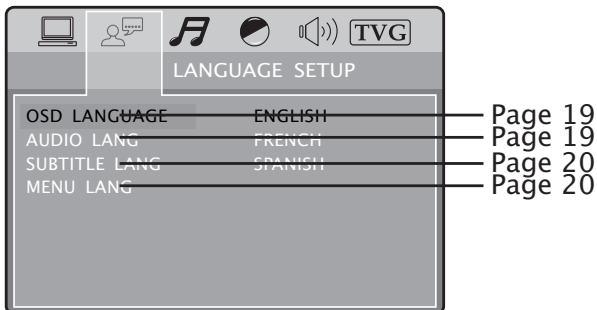 TVG
LANGUAGE SETUP
OSD LANGUAGE ENGLISH Page 19
AUDIO LANG FRENCH Page 19
SUBTITLE LANG SPANISH Page 20
MENU LANG Page 20